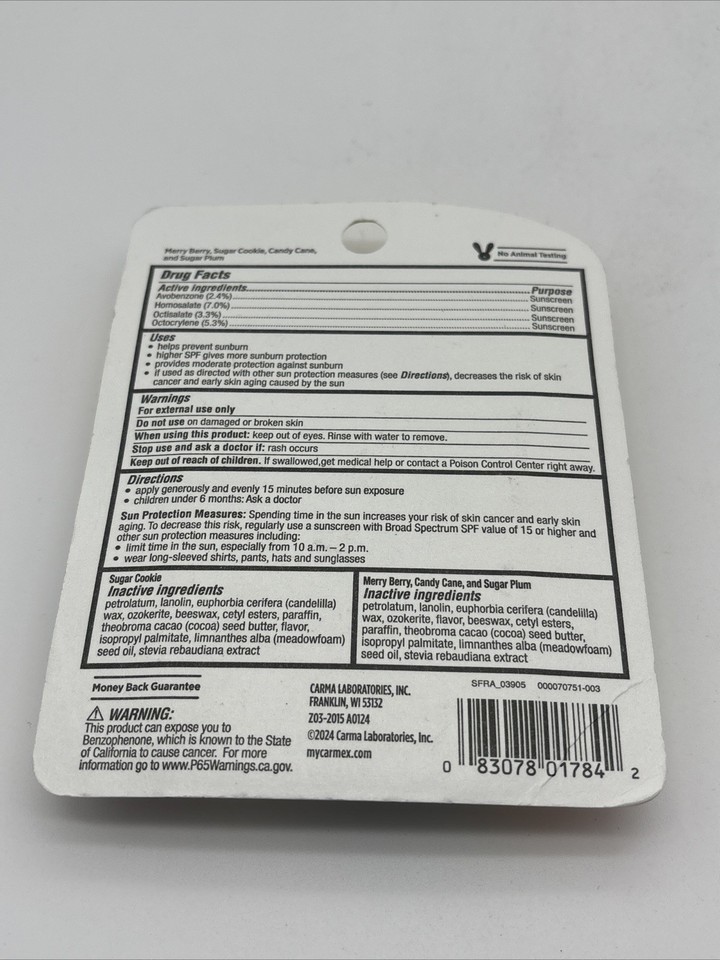 Merry Berry, Sugar Cookie, Candy Cane,
and Sugar Plum
No Animal Testing
Drug Facts
Active ingredients Purpose
Avobenzone (2.4%) Sunscreen
Homosalate (7.0%) Sunscreen
Octisalate (3.3%) Sunscreen
Octocrylene (5.3%) Sunscreen
Uses
• helps prevent sunburn
• higher SPF gives more sunburn protection
• provides moderate protection against sunburn
• if used as directed with other sun protection measures (see Directions), decreases the risk of skin
cancer and early skin aging caused by the sun
Warnings
For external use only
Do not use on damaged or broken skin
When using this product: keep out of eyes. Rinse with water to remove.
Stop use and ask a doctor if: rash occurs
Keep out of reach of children. If swallowed,get medical help or contact a Poison Control Center right away.
Directions
• apply generously and evenly 15 minutes before sun exposure
• children under 6 months: Ask a doctor
Sun Protection Measures: Spending time in the sun increases your risk of skin cancer and early skin
aging. To decrease this risk, regularly use a sunscreen with Broad Spectrum SPF value of 15 or higher and
other sun protection measures including:
• limit time in the sun, especially from 10 a.m. – 2 p.m.
• wear long-sleeved shirts, pants, hats and sunglasses
Sugar Cookie
Inactive ingredients
petrolatum, lanolin, euphorbia cerifera (candelilla)
wax, ozokerite, beeswax, cetyl esters, paraffin,
theobroma cacao (cocoa) seed butter, flavor,
isopropyl palmitate, limnanthes alba (meadowfoam)
seed oil, stevia rebaudiana extract
Merry Berry, Candy Cane, and Sugar Plum
Inactive ingredients
petrolatum, lanolin, euphorbia cerifera (candelilla)
wax, ozokerite, flavor, beeswax, cetyl esters,
paraffin, theobroma cacao (cocoa) seed butter,
isopropyl palmitate, limnanthes alba (meadowfoam)
seed oil, stevia rebaudiana extract
Money Back Guarantee
WARNING:
This product can expose you to
Benzophenone, which is known to the State
of California to cause cancer. For more
information go to www.P65Warnings.ca.gov.
CARMA LABORATORIES, INC.
FRANKLIN, WI 53132
Z03-2015 A0124
©2024 Carma Laboratories, Inc.
mycarmex.com
SFRA_03905 000070751-003
0 83078 01784 2